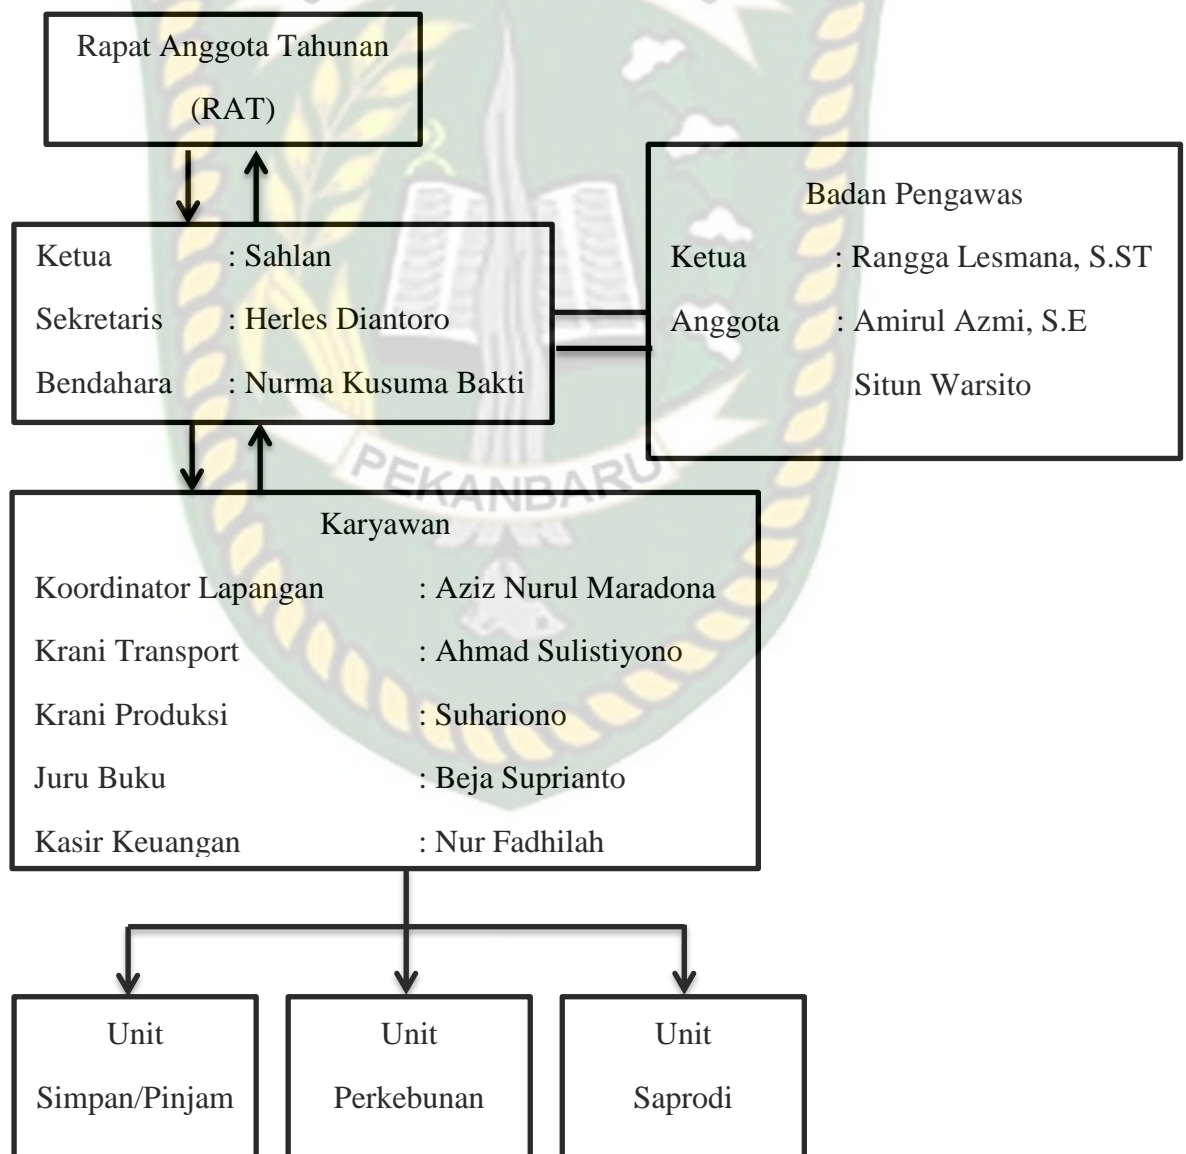 Rapat Anggota Tahunan
(RAT)
Ketua : Sahlan
Sekretaris : Herles Diantoro
Bendahara : Nurma Kusuma Bakti
Badan Pengawas
Ketua : Rangga Lesmana, S.ST
Anggota : Amirul Azmi, S.E
Situn Warsito
PEKANBARU
Karyawan
Koordinator Lapangan : Aziz Nurul Maradona
Krani Transport : Ahmad Sulistiyono
Krani Produksi : Suhariono
Juru Buku : Beja Suprianto
Kasir Keuangan : Nur Fadhilah
Unit
Simpan/Pinjam
Unit
Perkebunan
Unit
Saprodi